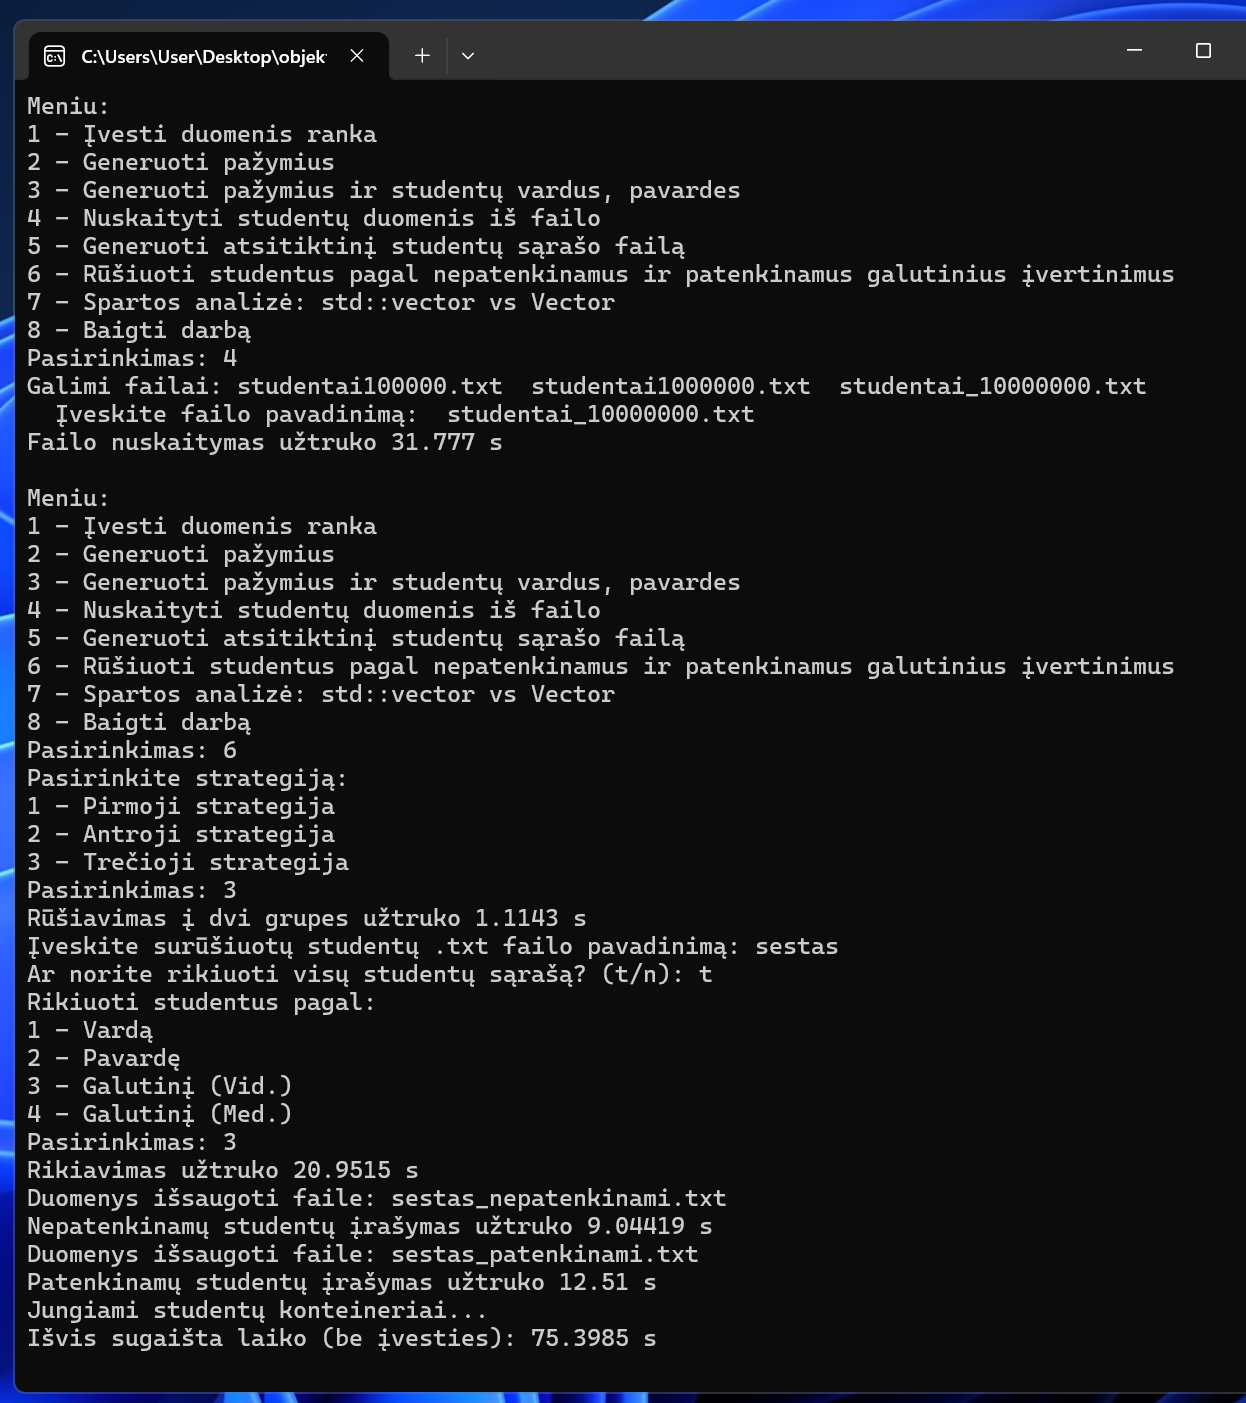 C:\Users\User\Desktop\objek
Meniu:
1 - Įvesti duomenis ranka
2 - Generuoti pažymius
3 - Generuoti pažymius ir studentų vardus, pavardes
4 - Nuskaityti studentų duomenis iš failo
5 - Generuoti atsitiktinį studentų sąrašo failą
6 - Rūšiuoti studentus pagal nepatenkinamus ir patenkinamus galutinius įvertinimus
7 - Spartos analizė: std::vector vs Vector
8 - Baigti darbą
Pasirinkimas: 4
Galimi failai: studentai100000.txt  studentai1000000.txt  studentai_10000000.txt
  Įveskite failo pavadinimą:  studentai_10000000.txt
Failo nuskaitymas užtruko 31.777 s
Meniu:
1 - Įvesti duomenis ranka
2 - Generuoti pažymius
3 - Generuoti pažymius ir studentų vardus, pavardes
4 - Nuskaityti studentų duomenis iš failo
5 - Generuoti atsitiktinį studentų sąrašo failą
6 - Rūšiuoti studentus pagal nepatenkinamus ir patenkinamus galutinius įvertinimus
7 - Spartos analizė: std::vector vs Vector
8 - Baigti darbą
Pasirinkimas: 6
Pasirinkite strategiją:
1 - Pirmoji strategija
2 - Antroji strategija
3 - Trečioji strategija
Pasirinkimas: 3
Rūšiavimas į dvi grupes užtruko 1.1143 s
Įveskite surūšiuotų studentų .txt failo pavadinimą: sestas
Ar norite rikiuoti visų studentų sąrašą? (t/n): t
Rikiuoti studentus pagal:
1 - Vardą
2 - Pavardę
3 - Galutinį (Vid.)
4 - Galutinį (Med.)
Pasirinkimas: 3
Rikiavimas užtruko 20.9515 s
Duomenys išsaugoti faile: sestas_nepatenkinami.txt
Nepatenkinamų studentų įrašymas užtruko 9.04419 s
Duomenys išsaugoti faile: sestas_patenkinami.txt
Patenkinamų studentų įrašymas užtruko 12.51 s
Jungiami studentų konteineriai...
Išvis sugaišta laiko (be įvesties): 75.3985 s